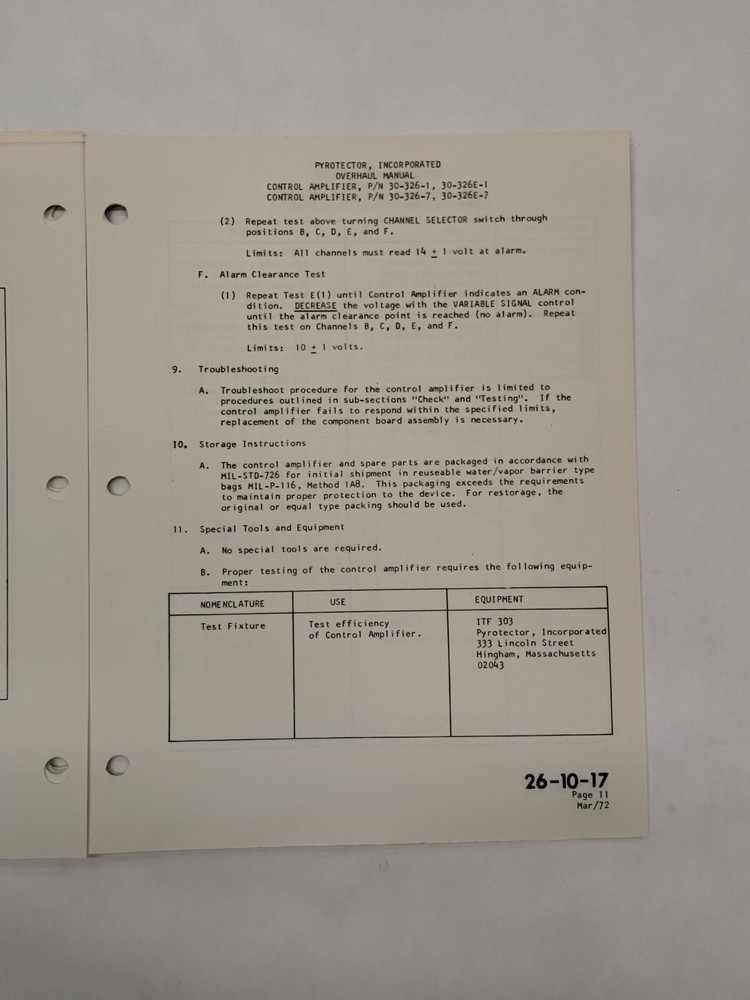 PYROTECTOR, INCORPORATED
OVERHAUL MANUAL
CONTROL AMPLIFIER, P/N 30-326-1, 30-326E-1
CONTROL AMPLIFIER, P/N 30-326-7, 30-326E-7
(2) Repeat test above turning CHANNEL SELECTOR switch through
positions B, C, D, E, and F.
Limits: All channels must read 14 ± 1 volt at alarm.
F. Alarm Clearance Test
(1) Repeat Test E(1) until Control Amplifier indicates an ALARM con-
dition. DECREASE the voltage with the VARIABLE SIGNAL control
until the alarm clearance point is reached (no alarm). Repeat
this test on Channels B, C, D, E, and F.
Limits: 10 ± 1 volts.
9. Troubleshooting
A. Troubleshoot procedure for the control amplifier is limited to
procedures outlined in sub-sections "Check" and "Testing". If the
control amplifier fails to respond within the specified limits,
replacement of the component board assembly is necessary.
10. Storage Instructions
A. The control amplifier and spare parts are packaged in accordance with
MIL-STD-726 for initial shipment in reuseable water/vapor barrier type
bags MIL-P-116, Method 1A8. This packaging exceeds the requirements
to maintain proper protection to the device. For restorage, the
original or equal type packing should be used.
11. Special Tools and Equipment
A. No special tools are required.
B. Proper testing of the control amplifier requires the following equip-
ment:
NOMENCLATURE USE EQUIPMENT
Test Fixture Test efficiency ITF 303
of Control Amplifier. Pyrotector, Incorporated
333 Lincoln Street
Hingham, Massachusetts
02043
26-10-17
Page 11
Mar/72